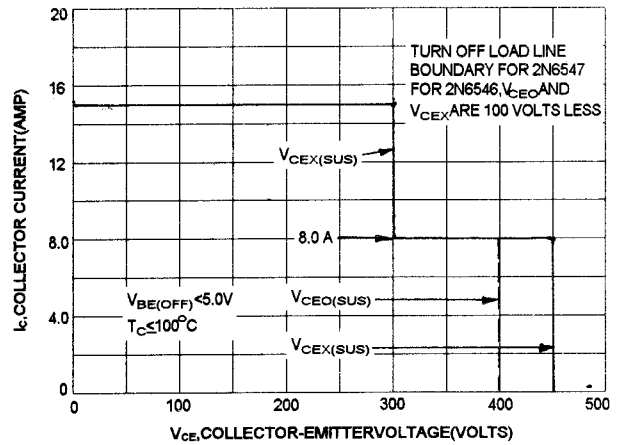 20
16
12
8.0
4.0
0
IC,COLLECTOR CURRENT(AMP)
TURN OFF LOAD LINE
BOUNDARY FOR 2N6547
FOR 2N6546,VCEO AND
VCEX ARE 100 VOLTS LESS
VCEX(SUS)
8.0 A
VBE(OFF)<5.0V
TC≤100°C
VCEO(SUS)
VCEX(SUS)
0 100 200 300 400 500
VCE,COLLECTOR-EMITTERVOLTAGE(VOLTS)